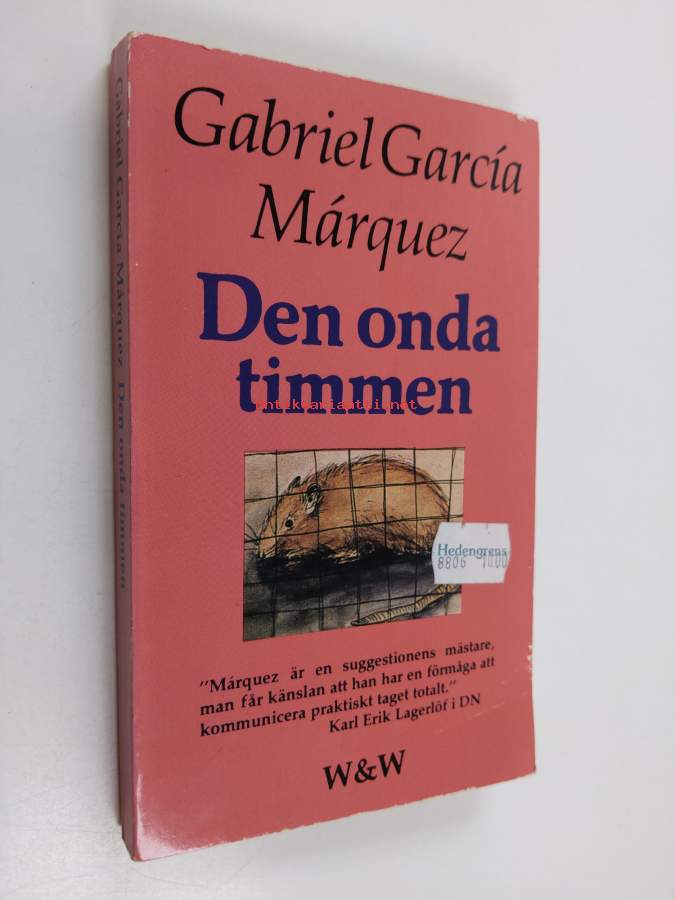 Gabriel García Márquez Den onda timmen
Gabriel García
Márquez
Den onda
timmen
antikvariaatti.net
Hedengrens
8806 10.00
"Márquez är en suggestionens mästare,
man får känslan att han har en förmåga att
kommunicera praktiskt taget totalt."
Karl Erik Lagerlöf i DN
W&W